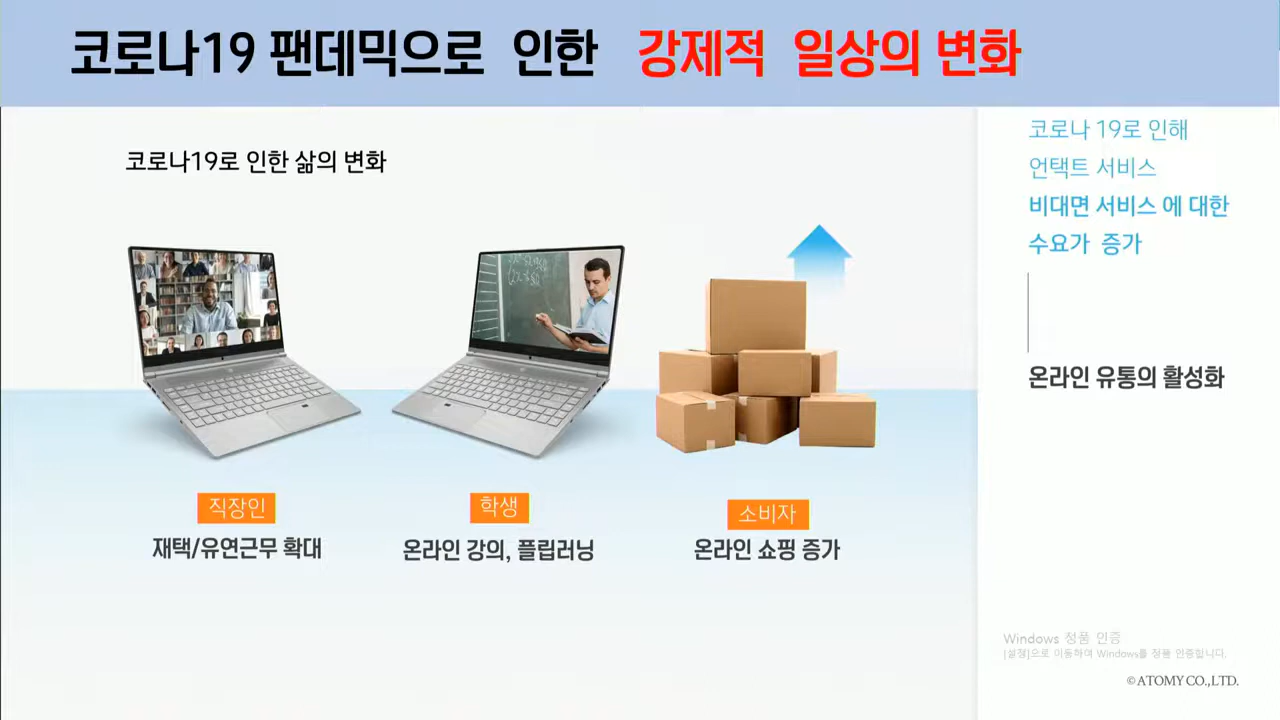 코로나19 팬데믹으로 인한 강제적 일상의 변화
코로나19로 인한 삶의 변화
직장인
재택/유연근무 확대
학생
온라인 강의, 플립러닝
소비자
온라인 쇼핑 증가
코로나 19로 인해
언택트 서비스
비대면 서비스 에 대한
수요가 증가
온라인 유통의 활성화
Windows 정품 인증
[설정]으로 이동하여 Windows를 정품 인증합니다.
©ATOMY CO.,LTD.